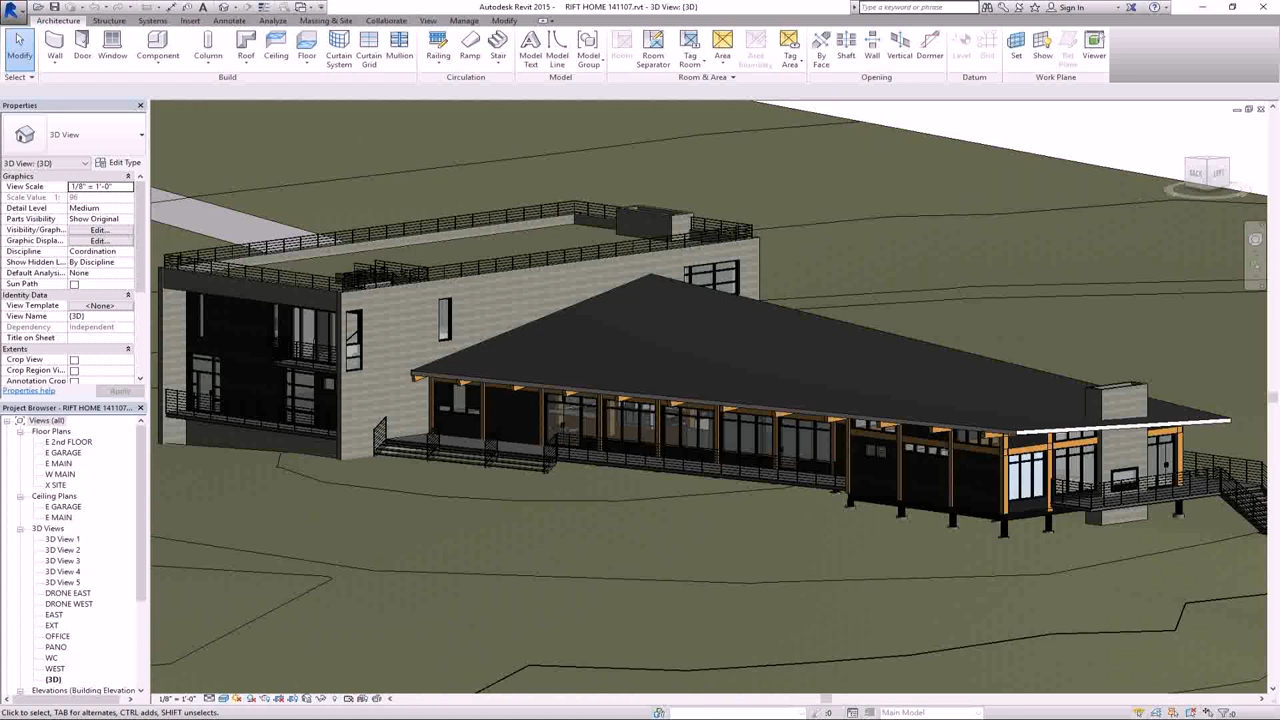 Autodesk Revit 2015 - RIFT HOME 141107.rvt - 3D View: {3D}
Type a keyword or phrase
Sign In
Architecture Structure Systems Insert Annotate Analyze Massing & Site Collaborate View Manage Modify
Modify Wall Door Window Component Column Roof Ceiling Floor Curtain System Curtain Grid Mullion Railing Ramp Stair Model Text Model Line Model Group Room Room Separator Tag Room Area Area Boundary Tag Area By Face Shaft Wall Vertical Dormer Level Grid Set Show Ref Plane Viewer
Select Build Circulation Model Room & Area Opening Datum Work Plane
Properties
3D View
3D View: {3D} Edit Type
Graphics
View Scale 1/8" = 1'-0"
Scale Value 1: 96
Detail Level Medium
Parts Visibility Show Original
Visibility/Graph... Edit...
Graphic Displa... Edit...
Discipline Coordination
Show Hidden L... By Discipline
Default Analysi... None
Sun Path
Identity Data
View Template <None>
View Name {3D}
Dependency Independent
Title on Sheet
Extents
Crop View
Crop Region Vi...
Annotation Crop
Properties help Apply
Project Browser - RIFT HOME 141107...
Views (all)
Floor Plans
E 2nd FLOOR
E GARAGE
E MAIN
W MAIN
X SITE
Ceiling Plans
E GARAGE
E MAIN
3D Views
3D View 1
3D View 2
3D View 3
3D View 4
3D View 5
DRONE EAST
DRONE WEST
EAST
EXT
OFFICE
PANO
WC
WEST
{3D}
Elevations (Building Elevation
BACK LEFT
1/8" = 1'-0"
Click to select, TAB for alternates, CTRL adds, SHIFT unselects.
:0
Main Model
:0